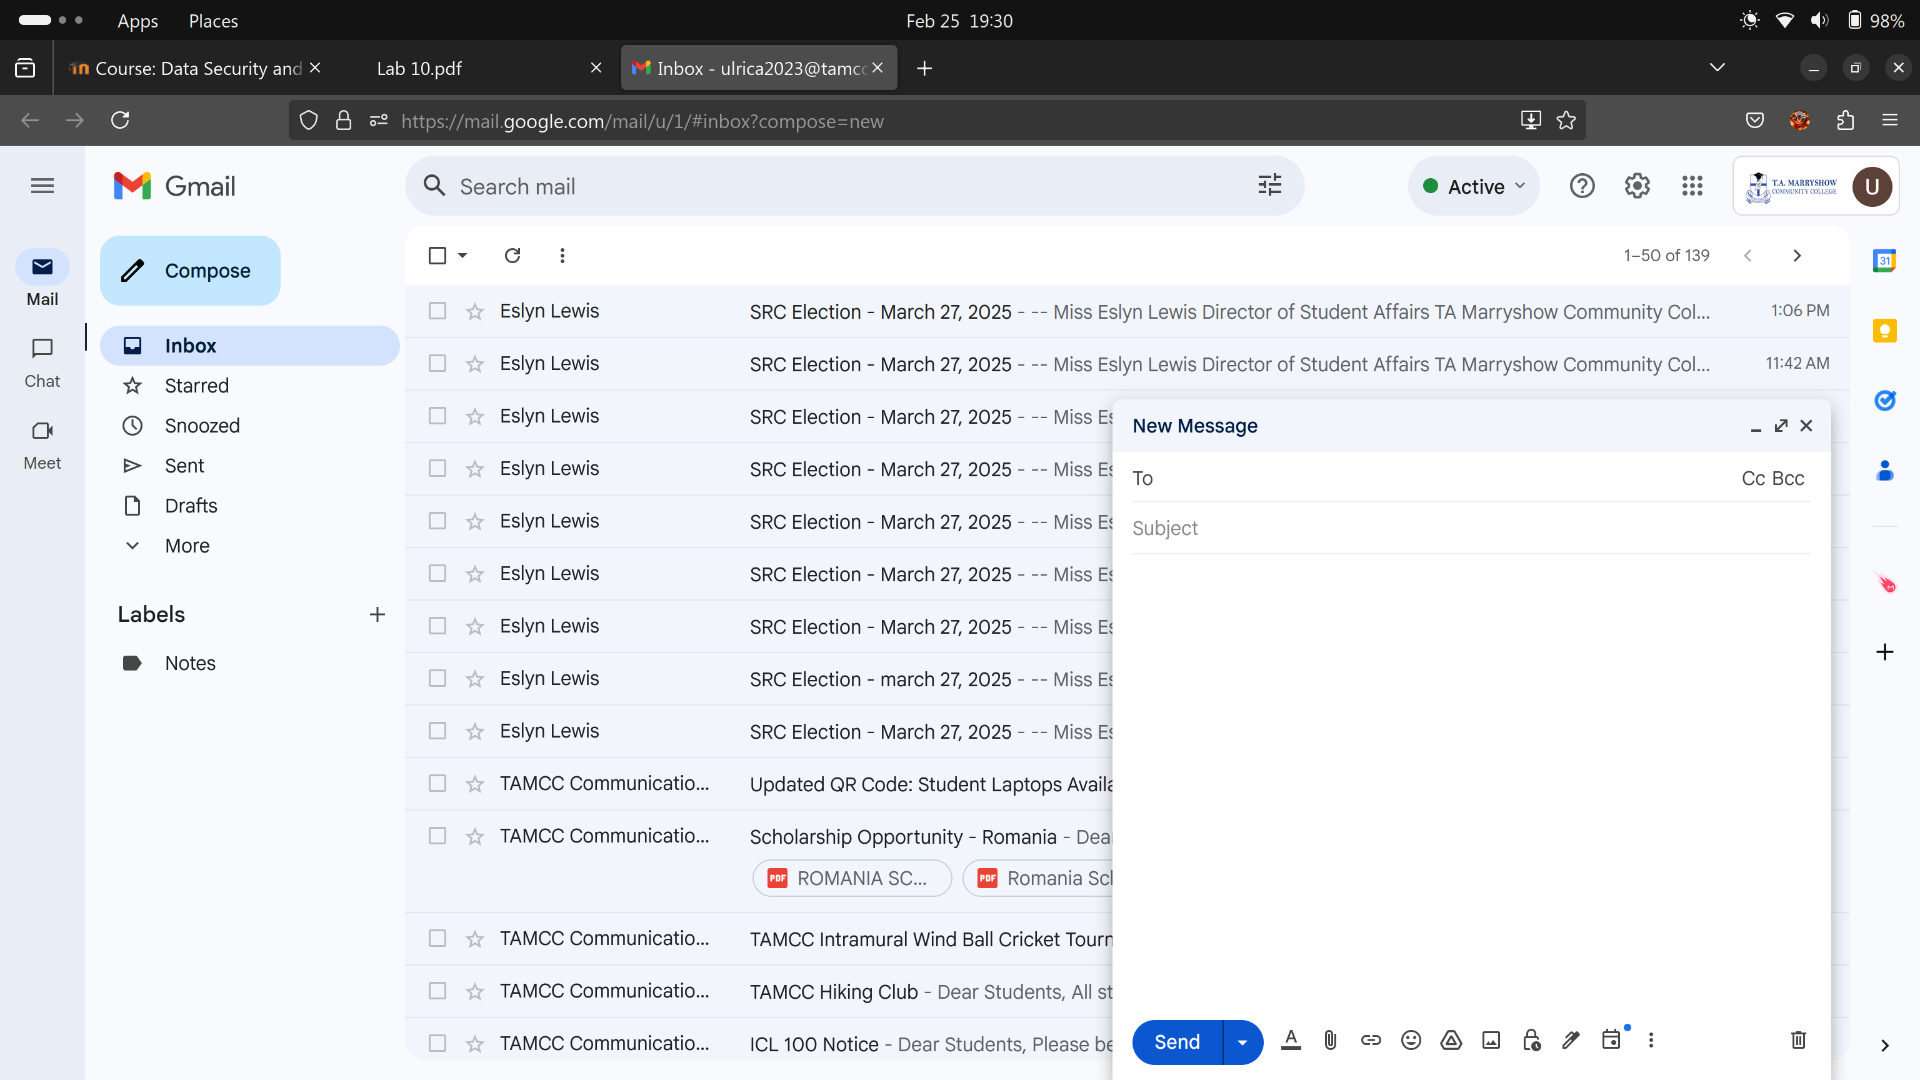 Apps Places Feb 25 19:30 98%
Course: Data Security and Lab 10.pdf Inbox - ulrica2023@tamcc
https://mail.google.com/mail/u/1/#inbox?compose=new
Gmail Search mail Active T.A. MARRYSHOW COMMUNITY COLLEGE U
Compose 1–50 of 139
Mail
Chat
Meet
Inbox
Starred
Snoozed
Sent
Drafts
More
Labels
Notes
Eslyn Lewis SRC Election - March 27, 2025 - -- Miss Eslyn Lewis Director of Student Affairs TA Marryshow Community Col... 1:06 PM
Eslyn Lewis SRC Election - March 27, 2025 - -- Miss Eslyn Lewis Director of Student Affairs TA Marryshow Community Col... 11:42 AM
Eslyn Lewis SRC Election - March 27, 2025 - -- Miss Es
Eslyn Lewis SRC Election - March 27, 2025 - -- Miss Es
Eslyn Lewis SRC Election - March 27, 2025 - -- Miss Es
Eslyn Lewis SRC Election - March 27, 2025 - -- Miss Es
Eslyn Lewis SRC Election - March 27, 2025 - -- Miss Es
Eslyn Lewis SRC Election - march 27, 2025 - -- Miss Es
Eslyn Lewis SRC Election - March 27, 2025 - -- Miss Es
TAMCC Communicatio... Updated QR Code: Student Laptops Availa
TAMCC Communicatio... Scholarship Opportunity - Romania - Dear
PDF ROMANIA SC... PDF Romania Sch
TAMCC Communicatio... TAMCC Intramural Wind Ball Cricket Tourn
TAMCC Communicatio... TAMCC Hiking Club - Dear Students, All st
TAMCC Communicatio... ICL 100 Notice - Dear Students, Please be
New Message
To Cc Bcc
Subject
Send
31